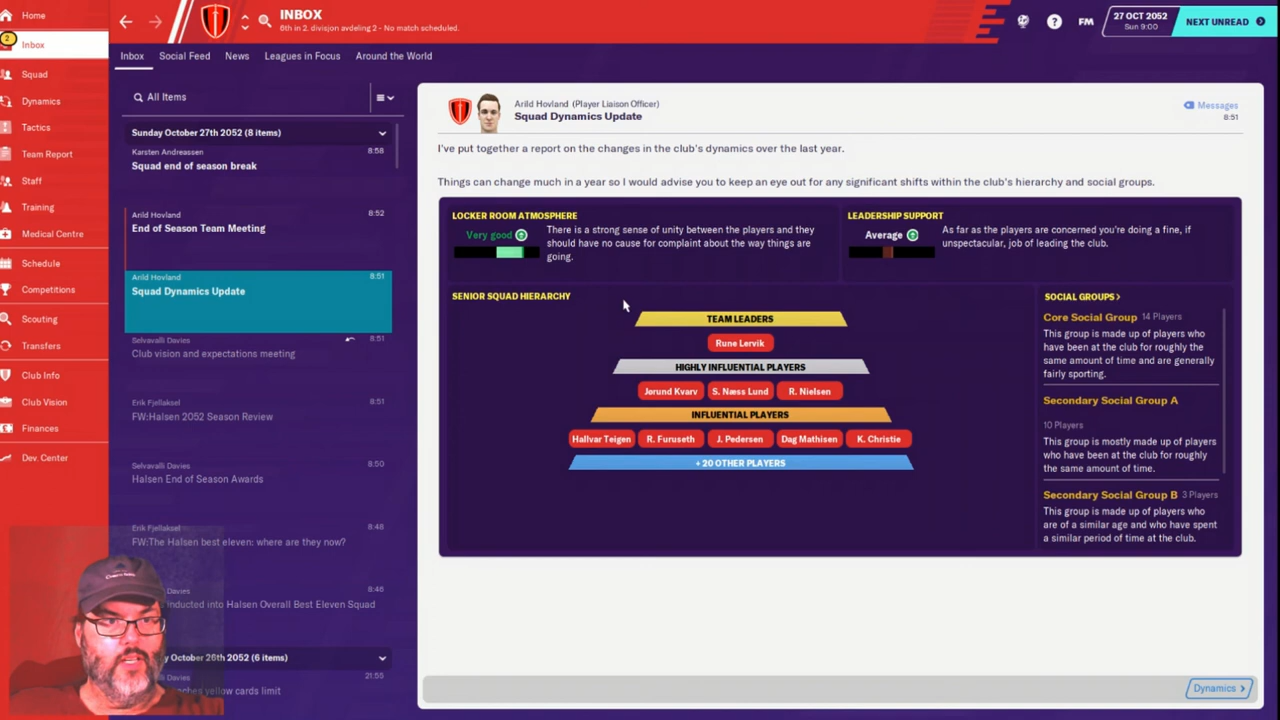 Home
INBOX
6th in 2. divisjon avdeling 2 - No match scheduled.
FM
27 OCT 2052
Sun 9:00
NEXT UNREAD
2
Inbox
Squad
Dynamics
Tactics
Team Report
Staff
Training
Medical Centre
Schedule
Competitions
Scouting
Transfers
Club Info
Club Vision
Finances
Dev. Center
Inbox Social Feed News Leagues in Focus Around the World
All Items
Sunday October 27th 2052 (8 items)
Karsten Andreassen 8:58
Squad end of season break
Arild Hovland 8:52
End of Season Team Meeting
Arild Hovland 8:51
Squad Dynamics Update
Selvavalli Davies 8:51
Club vision and expectations meeting
Erik Fjellaksel 8:51
FW:Halsen 2052 Season Review
Selvavalli Davies 8:50
Halsen End of Season Awards
Erik Fjellaksel 8:48
FW:The Halsen best eleven: where are they now?
Davies 8:46
inducted into Halsen Overall Best Eleven Squad
October 26th 2052 (6 items)
Davies 21:55
yellow cards limit
Arild Hovland (Player Liaison Officer)
Squad Dynamics Update
Messages
8:51
I've put together a report on the changes in the club's dynamics over the last year.
Things can change much in a year so I would advise you to keep an eye out for any significant shifts within the club's hierarchy and social groups.
LOCKER ROOM ATMOSPHERE
Very good
There is a strong sense of unity between the players and they
should have no cause for complaint about the way things are
going.
LEADERSHIP SUPPORT
Average
As far as the players are concerned you're doing a fine, if
unspectacular, job of leading the club.
SENIOR SQUAD HIERARCHY
TEAM LEADERS
Rune Lervik
HIGHLY INFLUENTIAL PLAYERS
Jørund Kvarv S. Næss Lund R. Nielsen
INFLUENTIAL PLAYERS
Hallvar Teigen R. Furuseth J. Pedersen Dag Mathisen K. Christie
+ 20 OTHER PLAYERS
SOCIAL GROUPS >
Core Social Group 14 Players
This group is made up of players who
have been at the club for roughly the
same amount of time and are generally
fairly sporting.
Secondary Social Group A
10 Players
This group is mostly made up of players
who have been at the club for roughly
the same amount of time.
Secondary Social Group B 3 Players
This group is made up of players who
are of a similar age and who have spent
a similar period of time at the club.
Dynamics >